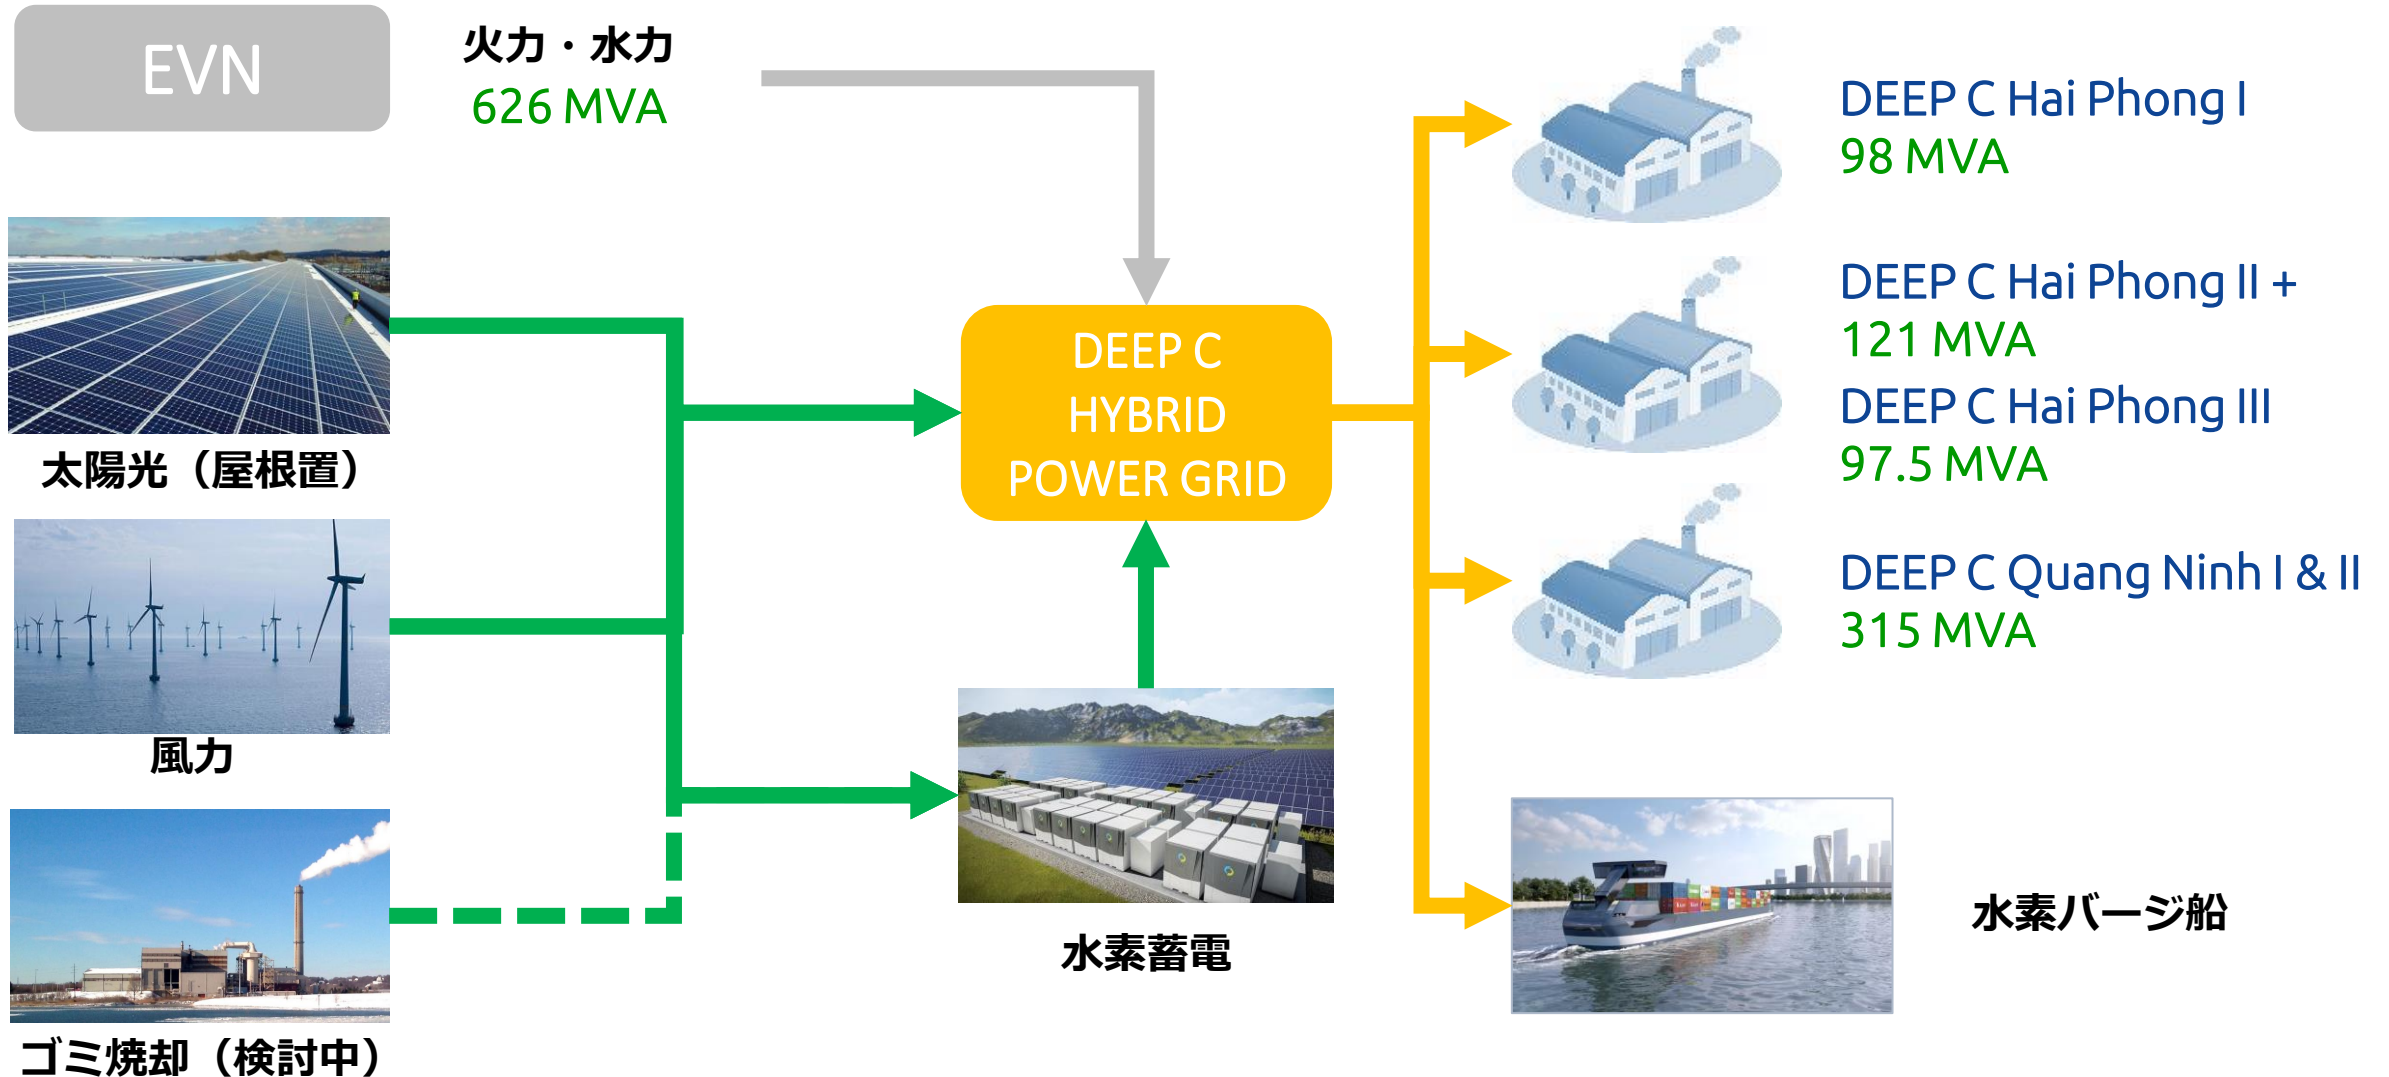 EVN
火力・水力
626 MVA
太陽光（屋根置）
風力
ゴミ焼却（検討中）
DEEP C
HYBRID
POWER GRID
水素蓄電
DEEP C Hai Phong I
98 MVA
DEEP C Hai Phong II +
121 MVA
DEEP C Hai Phong III
97.5 MVA
DEEP C Quang Ninh I & II
315 MVA
水素バージ船